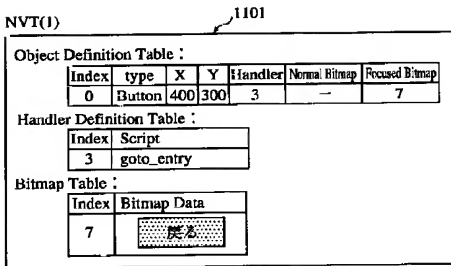 NVT(1)
1101
Object Definition Table :
Index type X Y Handler Normal Bitmap Focused Bitmap
0 Button 400 300 3 — 7
Handler Definition Table :
Index Script
3 goto_entry
Bitmap Table :
Index Bitmap Data
7 戻る